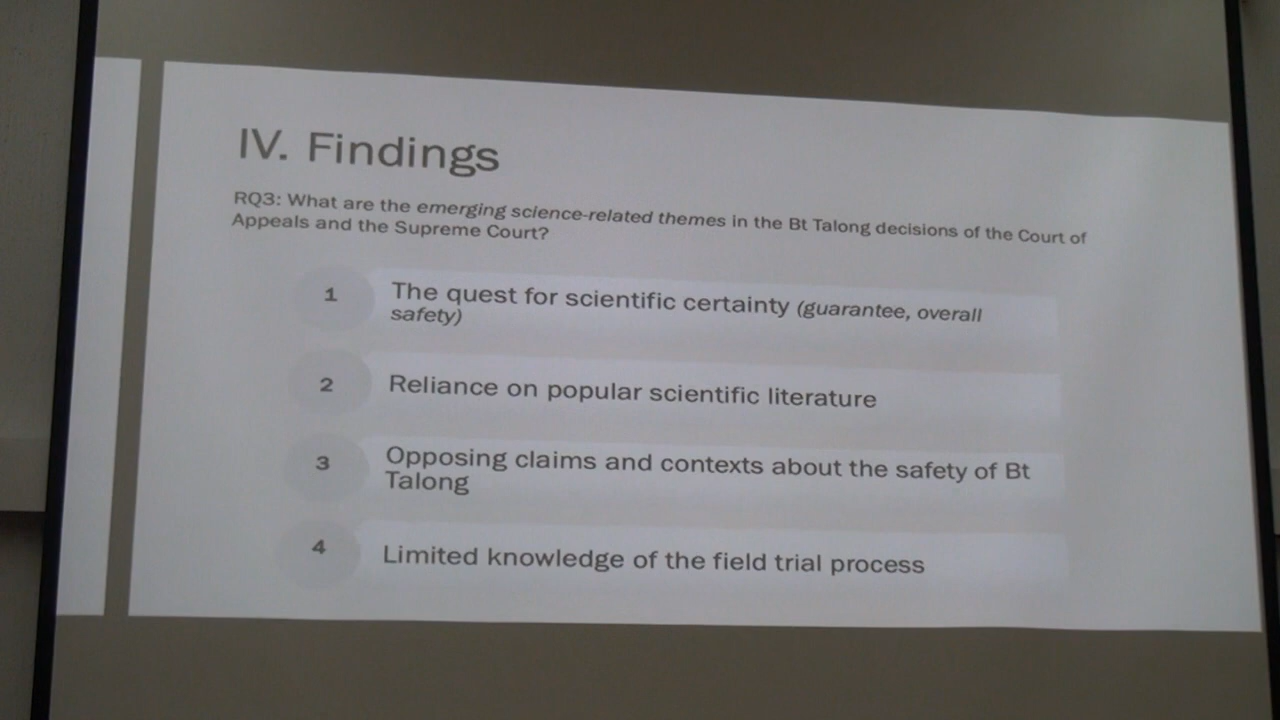 IV. Findings
RQ3: What are the emerging science-related themes in the Bt Talong decisions of the Court of
Appeals and the Supreme Court?
1
The quest for scientific certainty (guarantee, overall
safety)
2
Reliance on popular scientific literature
3
Opposing claims and contexts about the safety of Bt
Talong
4
Limited knowledge of the field trial process